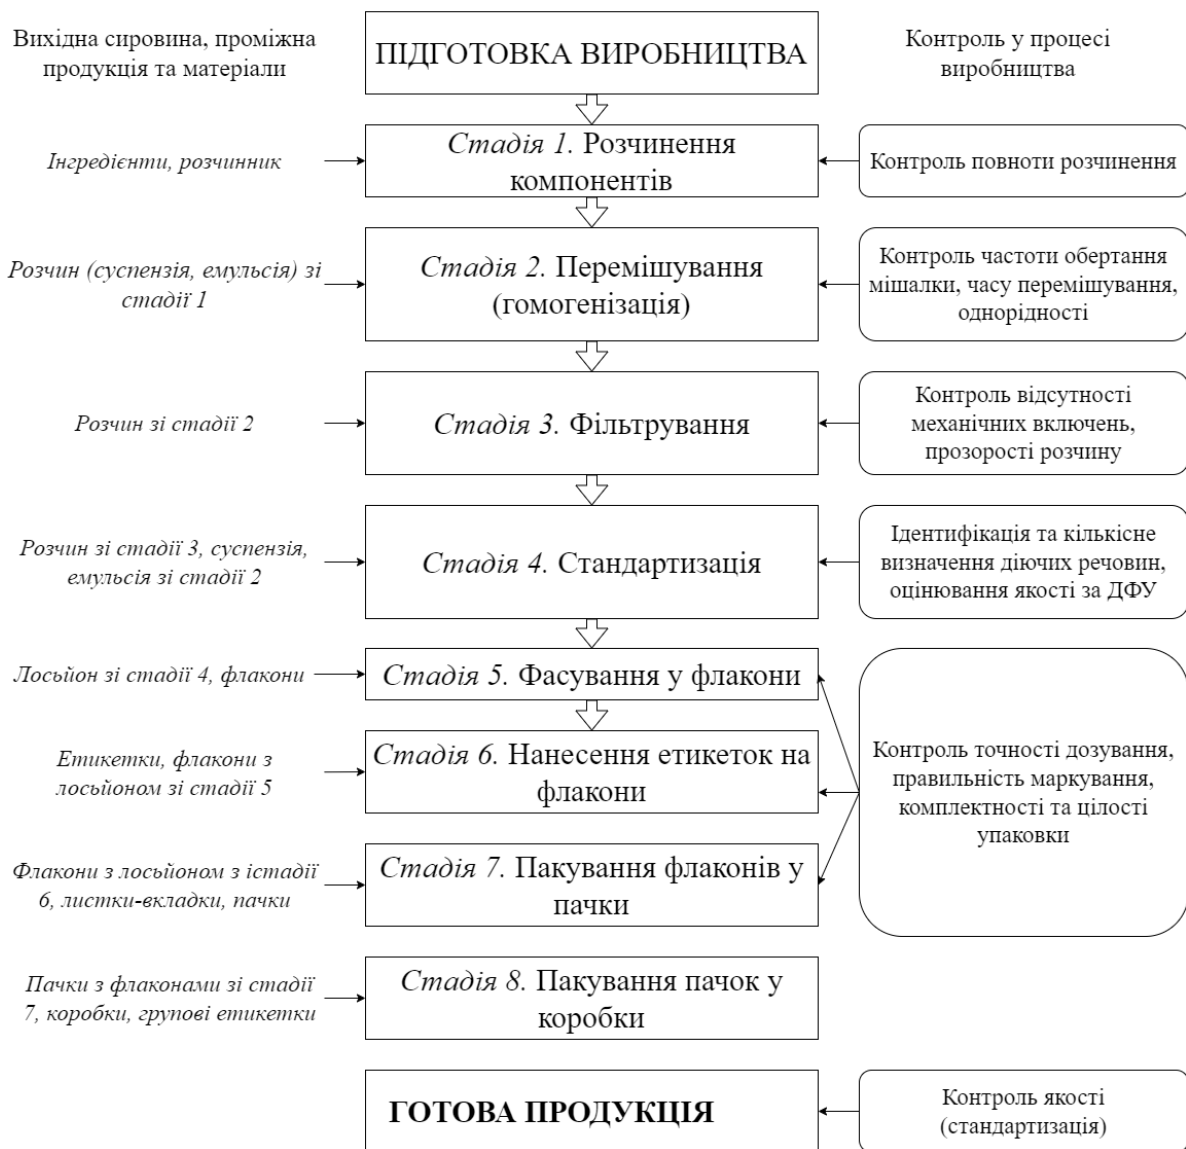 Вихідна сировина, проміжна
продукція та матеріали
ПІДГОТОВКА ВИРОБНИЦТВА
Контроль у процесі
виробництва
Інгредієнти, розчинник
Стадія 1. Розчинення
компонентів
Контроль повноти розчинення
Розчин (суспензія, емульсія) зі
стадії 1
Стадія 2. Перемішування
(гомогенізація)
Контроль частоти обертання
мішалки, часу перемішування,
однорідності
Розчин зі стадії 2
Стадія 3. Фільтрування
Контроль відсутності
механічних включень,
прозорості розчину
Розчин зі стадії 3, суспензія,
емульсія зі стадії 2
Стадія 4. Стандартизація
Ідентифікація та кількісне
визначення діючих речовин,
оцінювання якості за ДФУ
Лосьйон зі стадії 4, флакони
Стадія 5. Фасування у флакони
Етикетки, флакони з
лосьйоном зі стадії 5
Стадія 6. Нанесення етикеток на
флакони
Контроль точності дозування,
правильність маркування,
комплектності та цілості
упаковки
Флакони з лосьйоном з істадії
6, листки-вкладки, пачки
Стадія 7. Пакування флаконів у
пачки
Пачки з флаконами зі стадії
7, коробки, групові етикетки
Стадія 8. Пакування пачок у
коробки
ГОТОВА ПРОДУКЦІЯ
Контроль якості
(стандартизація)